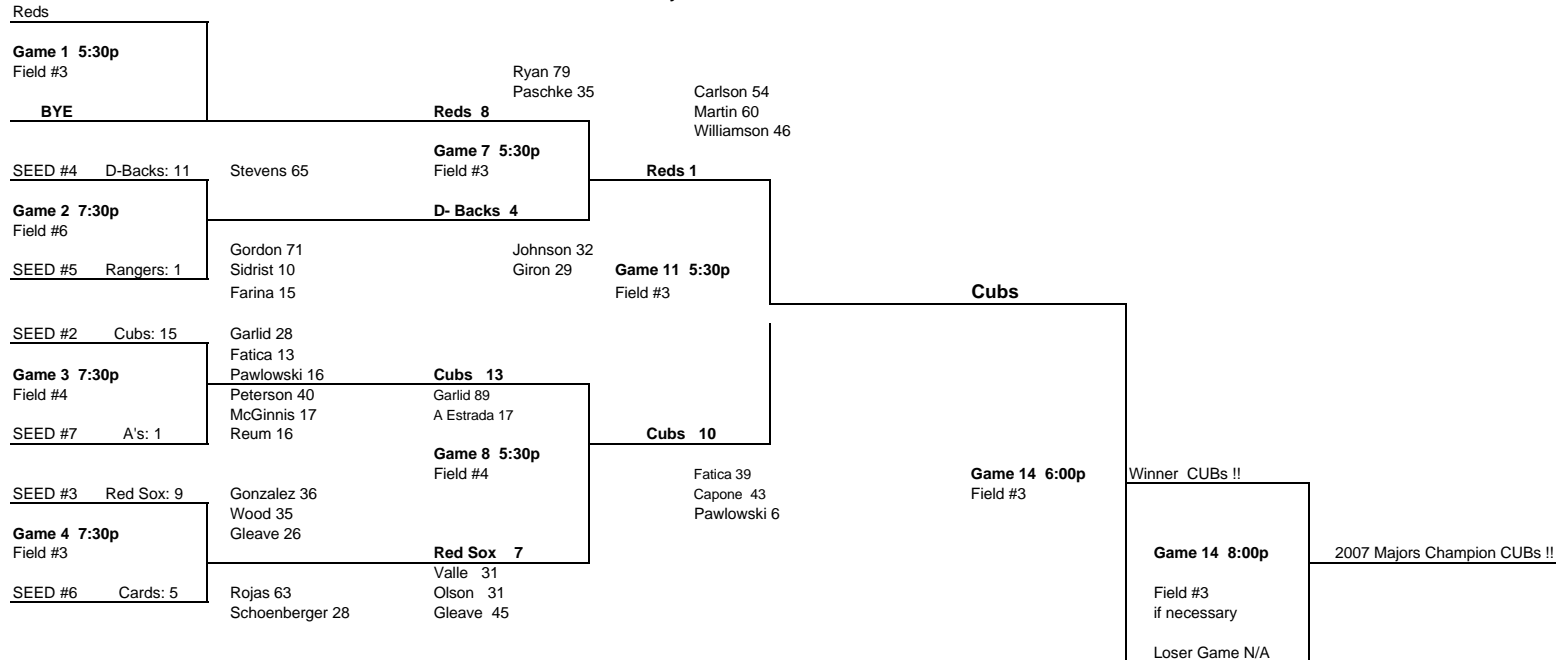 Reds
Game 1 5:30p
Field #3
Ryan 79
Paschke 35
Carlson 54
BYE
Reds 8
Martin 60
Williamson 46
Game 7 5:30p
SEED #4 D-Backs: 11
Stevens 65
Field #3
Reds 1
Game 2 7:30p
D- Backs 4
Field #6
Gordon 71
Johnson 32
SEED #5 Rangers: 1
Sidrist 10
Giron 29
Game 11 5:30p
Farina 15
Field #3
Cubs
SEED #2 Cubs: 15
Garlid 28
Fatica 13
Game 3 7:30p
Pawlowski 16
Cubs 13
Field #4
Peterson 40
Garlid 89
McGinnis 17
A Estrada 17
SEED #7 A's: 1
Reum 16
Cubs 10
Game 8 5:30p
Field #4
Fatica 39
Game 14 6:00p
Winner CUBs !!
SEED #3 Red Sox: 9
Gonzalez 36
Capone 43
Field #3
Wood 35
Pawlowski 6
Game 4 7:30p
Gleave 26
Field #3
Red Sox 7
Game 14 8:00p
2007 Majors Champion CUBs !!
Valle 31
SEED #6 Cards: 5
Rojas 63
Olson 31
Field #3
Schoenberger 28
Gleave 45
if necessary
Loser Game N/A